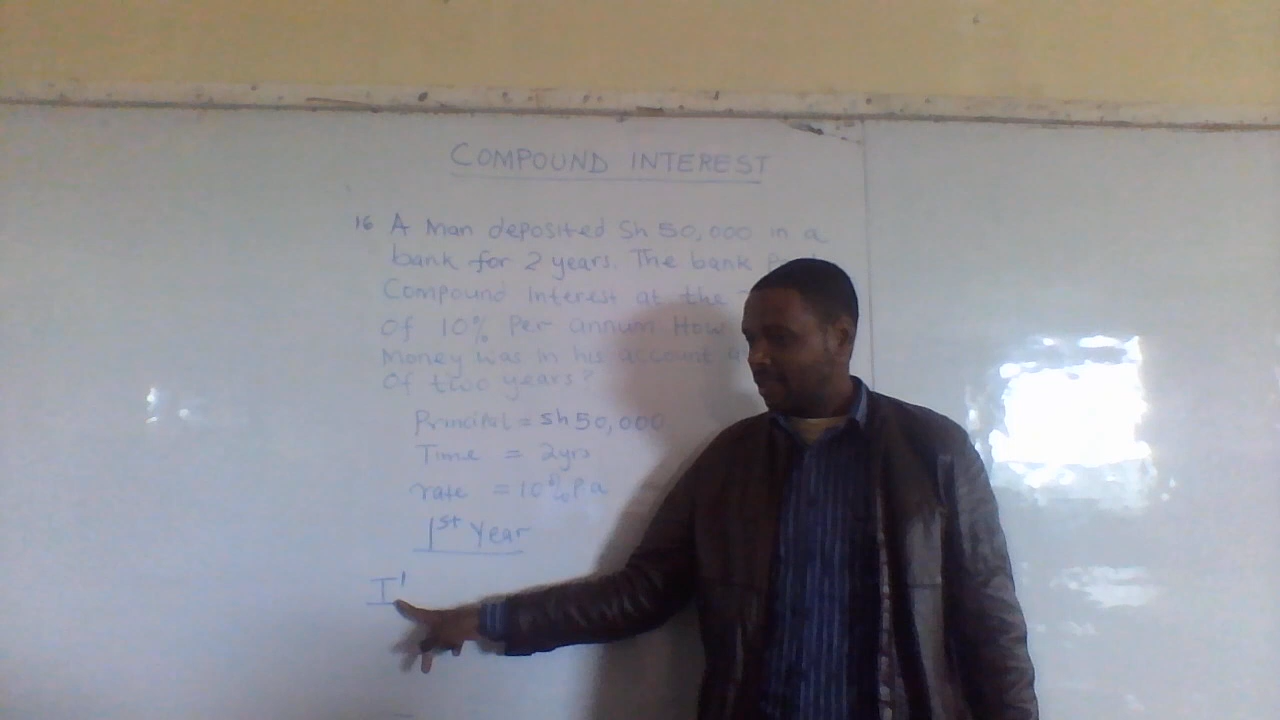 COMPOUND INTEREST
16 A Man deposited Sh 50,000 in a
bank for 2 years. The bank
Compound Interest at the
Of 10% Per annum How
Money was in his account
Of two years?
Principal = Sh 50,000
Time = 2yrs
rate = 10% Pa
1st Year
I'